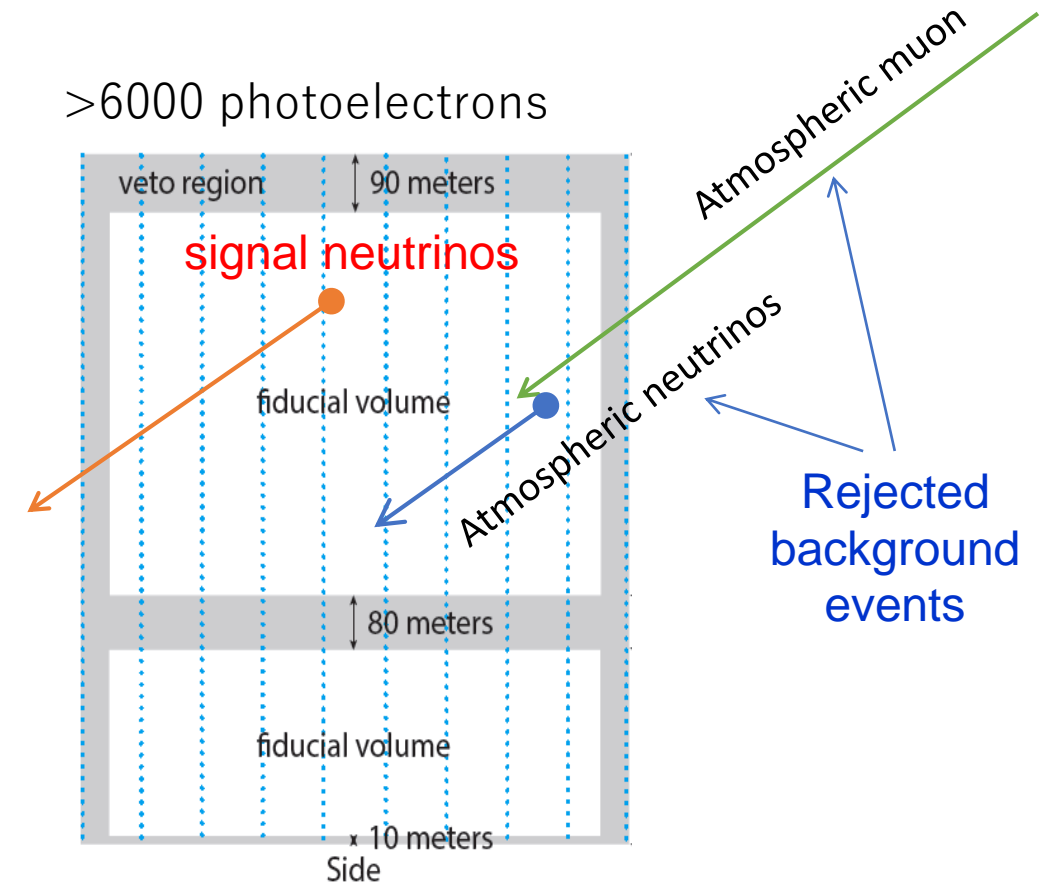 >6000 photoelectrons
Atmospheric muon
veto region
90 meters
signal neutrinos
fiducial volume
Atmospheric neutrinos
Rejected
background
events
80 meters
fiducial volume
x 10 meters
Side